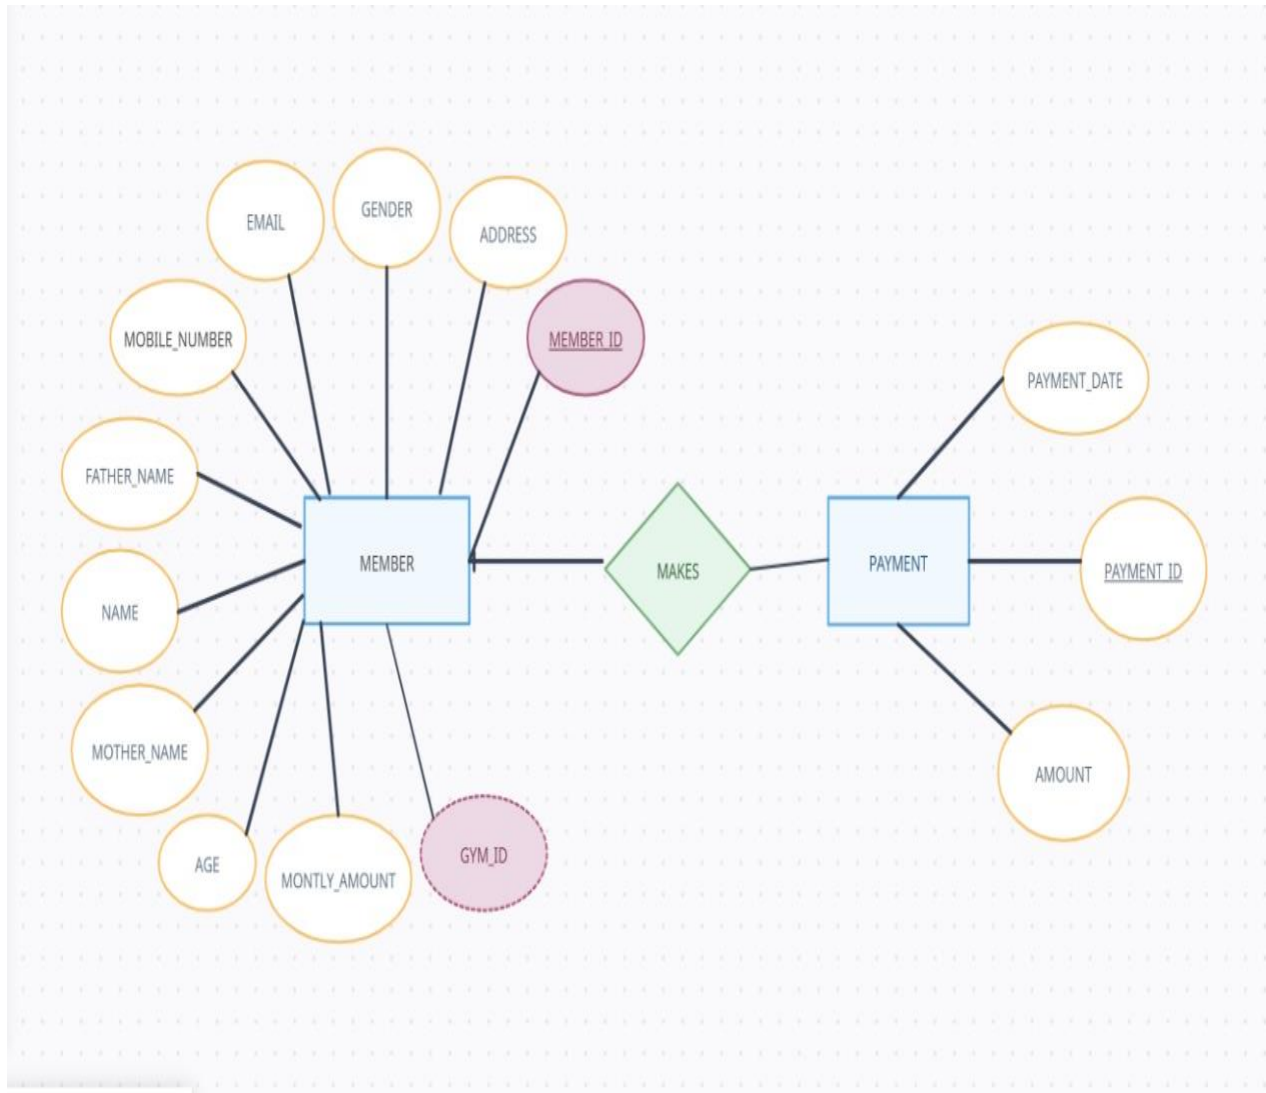 GENDER
EMAIL
ADDRESS
MOBILE_NUMBER
MEMBER_ID
PAYMENT_DATE
FATHER_NAME
MEMBER
MAKES
PAYMENT
PAYMENT_ID
NAME
MOTHER_NAME
AMOUNT
AGE
MONTLY_AMOUNT
GYM_ID